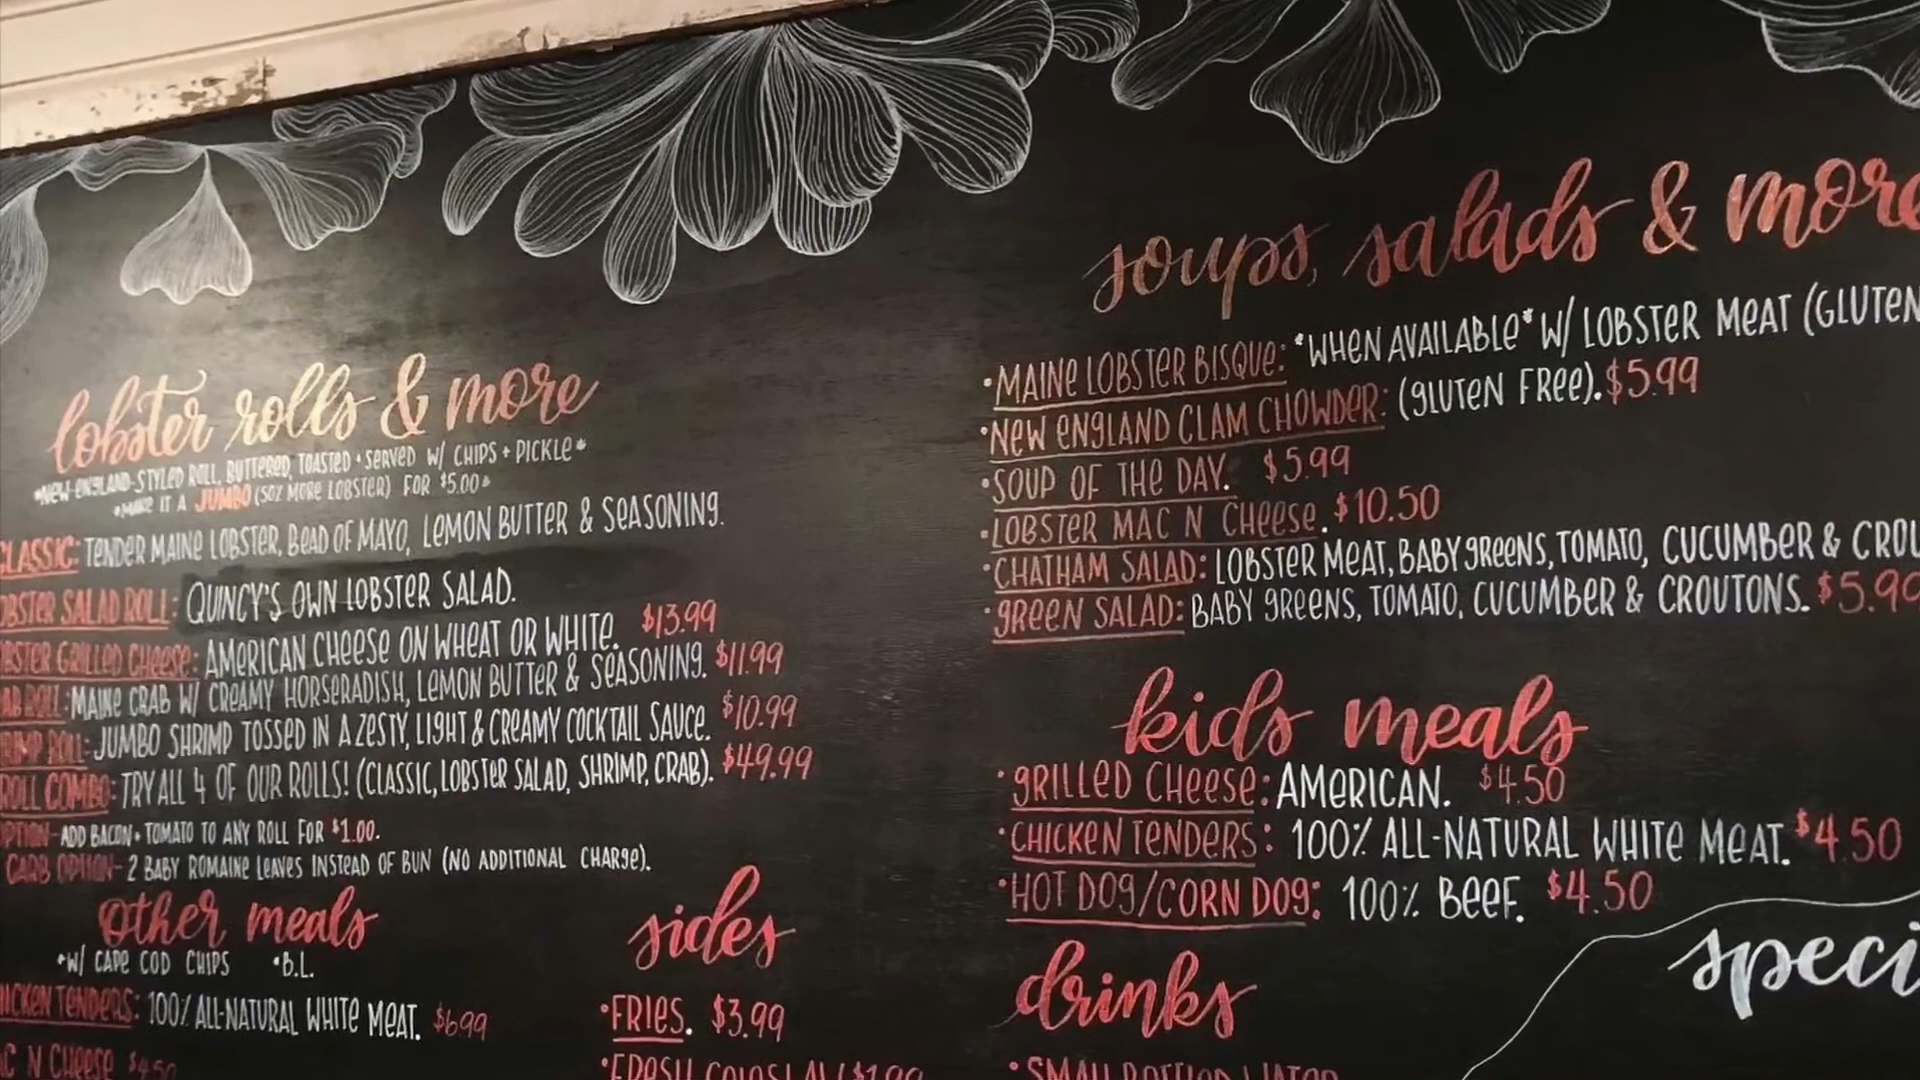 lobster rolls & more
*NEW-ENGLAND-STYLED ROLL, BUTTERED, TOASTED • SERVED W/ CHIPS + PICKLE*
*MAKE IT A JUMBO (5OZ MORE LOBSTER) FOR $5.00*
CLASSIC: TENDER MAINE LOBSTER, BEAD OF MAYO, LEMON BUTTER & SEASONING.
OBSTER SALAD ROLL: QUINCY'S OWN LOBSTER SALAD.
OBSTER GRILLED CHEESE: AMERICAN CHEESE ON WHEAT OR WHITE. $13.99
AB ROLL: MAINE CRAB W/ CREAMY HORSERADISH, LEMON BUTTER & SEASONING. $11.99
RIMP ROLL: JUMBO SHRIMP TOSSED IN A ZESTY, LIGHT & CREAMY COCKTAIL SAUCE. $10.99
ROLL COMBO: TRY ALL 4 OF OUR ROLLS! (CLASSIC, LOBSTER SALAD, SHRIMP, CRAB). $49.99
OPTION - ADD BACON + TOMATO TO ANY ROLL FOR $1.00.
CARB OPTION - 2 BABY ROMAINE LEAVES INSTEAD OF BUN (NO ADDITIONAL CHARGE).
other meals
*W/ CAPE COD CHIPS *B.L.
HICKEN TENDERS: 100% ALL-NATURAL WHITE MEAT. $6.99
AC N CHEESE $4.50
sides
•FRIES. $3.99
•FRESH COLESLAW $1.99
soups, salads & more
•MAINE LOBSTER BISQUE: *WHEN AVAILABLE* W/ LOBSTER MEAT (GLUTEN
•NEW ENGLAND CLAM CHOWDER: (GLUTEN FREE). $5.99
•SOUP OF THE DAY. $5.99
•LOBSTER MAC N CHEESE. $10.50
•CHATHAM SALAD: LOBSTER MEAT, BABY GREENS, TOMATO, CUCUMBER & CROU
•GREEN SALAD: BABY GREENS, TOMATO, CUCUMBER & CROUTONS. $5.99
kids meals
•GRILLED CHEESE: AMERICAN. $4.50
•CHICKEN TENDERS: 100% ALL-NATURAL WHITE MEAT. $4.50
•HOT DOG/CORN DOG: 100% BEEF. $4.50
drinks
•SMALL BOTTLED WATER
speci